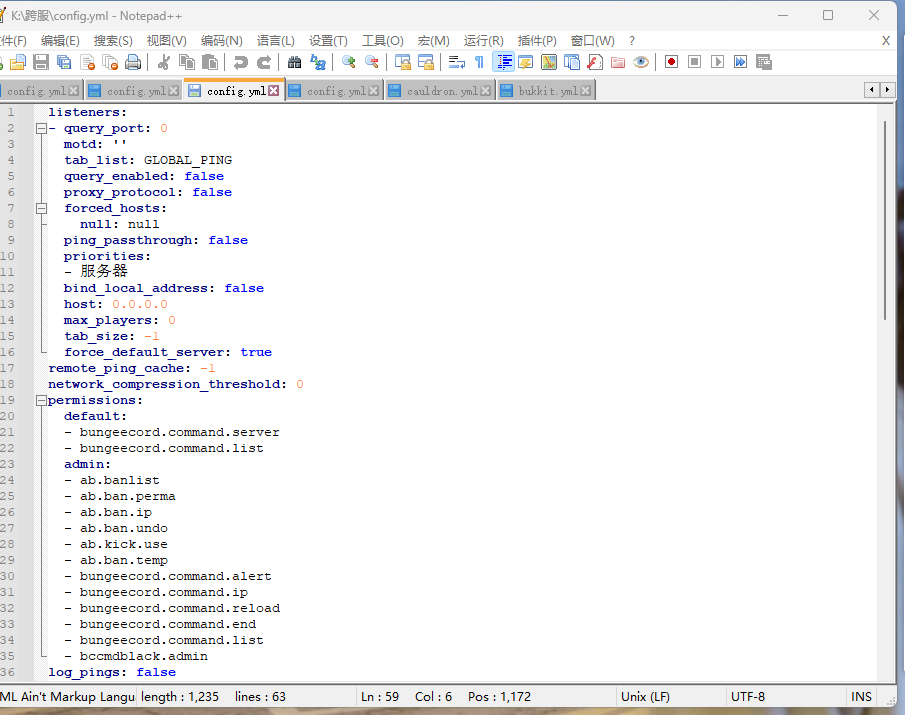 K:\跨服\config.yml - Notepad++
件(F) 编辑(E) 搜索(S) 视图(V) 编码(N) 语言(L) 设置(T) 工具(O) 宏(M) 运行(R) 插件(P) 窗口(W) ? X
config.yml config.yml config.yml config.yml cauldron.yml bukkit.yml
1 listeners:
2 - query_port: 0
3 motd: ''
4 tab_list: GLOBAL_PING
5 query_enabled: false
6 proxy_protocol: false
7 forced_hosts:
8 null: null
9 ping_passthrough: false
10 priorities:
11 - 服务器
12 bind_local_address: false
13 host: 0.0.0.0
14 max_players: 0
15 tab_size: -1
16 force_default_server: true
17 remote_ping_cache: -1
18 network_compression_threshold: 0
19 permissions:
20 default:
21 - bungeecord.command.server
22 - bungeecord.command.list
23 admin:
24 - ab.banlist
25 - ab.ban.perma
26 - ab.ban.ip
27 - ab.ban.undo
28 - ab.kick.use
29 - ab.ban.temp
30 - bungeecord.command.alert
31 - bungeecord.command.ip
32 - bungeecord.command.reload
33 - bungeecord.command.end
34 - bungeecord.command.list
35 - bccmdblack.admin
36 log_pings: false
ML Ain't Markup Langu length : 1,235 lines : 63 Ln : 59 Col : 6 Pos : 1,172 Unix (LF) UTF-8 INS